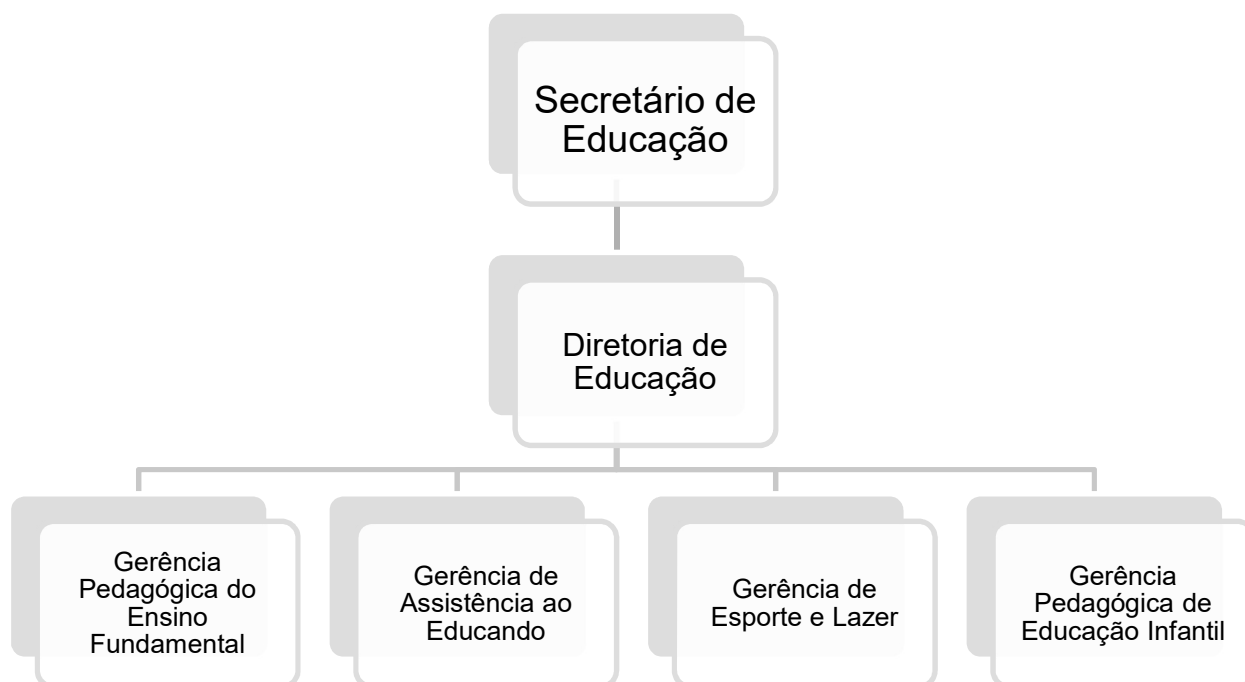 Secretário de
Educação
Diretoria de
Educação
Gerência
Pedagógica do
Ensino
Fundamental
Gerência de
Assistência ao
Educando
Gerência de
Esporte e Lazer
Gerência
Pedagógica de
Educação Infantil